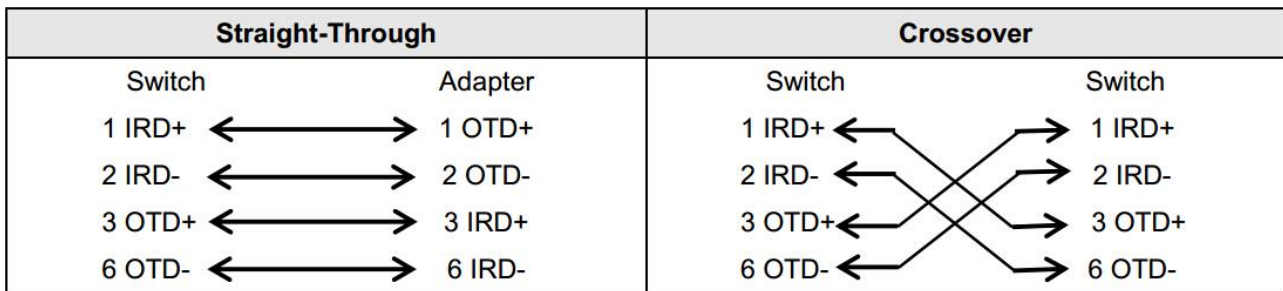 Straight-Through Crossover
Switch Adapter Switch Switch
1 IRD+ 1 OTD+ 1 IRD+ 1 IRD+
2 IRD- 2 OTD- 2 IRD- 2 IRD-
3 OTD+ 3 IRD+ 3 OTD+ 3 OTD+
6 OTD- 6 IRD- 6 OTD- 6 OTD-